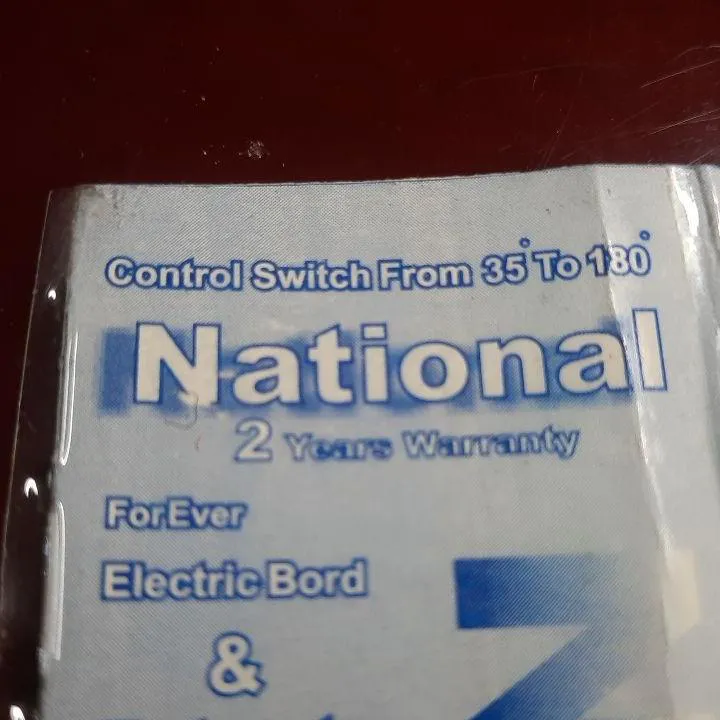 Control Switch From 35° To 180°
National
2 Years Warranty
ForEver
Electric Bord
&